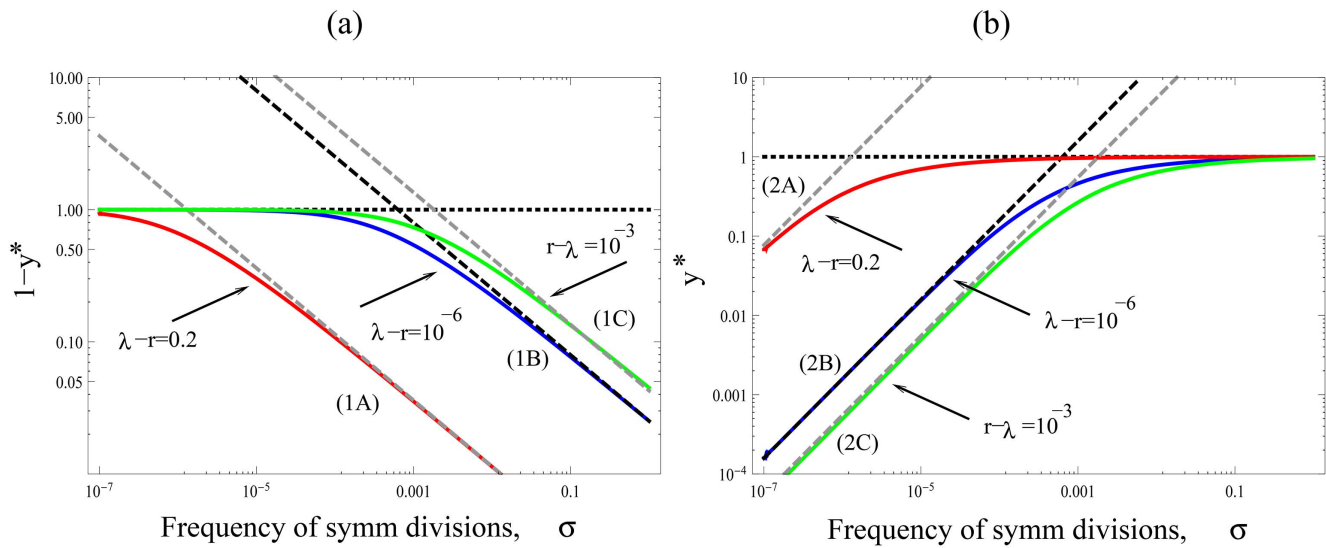 (a)
10.00
5.00
1.00
0.50
0.10
0.05
1−y*
λ−r=0.2
λ−r=10⁻⁶
r−λ=10⁻³
(1A)
(1B)
(1C)
10⁻⁷
10⁻⁵
0.001
0.1
Frequency of symm divisions, σ
(b)
10
1
0.1
0.01
0.001
10⁻⁴
y*
(2A)
λ−r=0.2
λ−r=10⁻⁶
(2B)
r−λ=10⁻³
(2C)
10⁻⁷
10⁻⁵
0.001
0.1
Frequency of symm divisions, σ